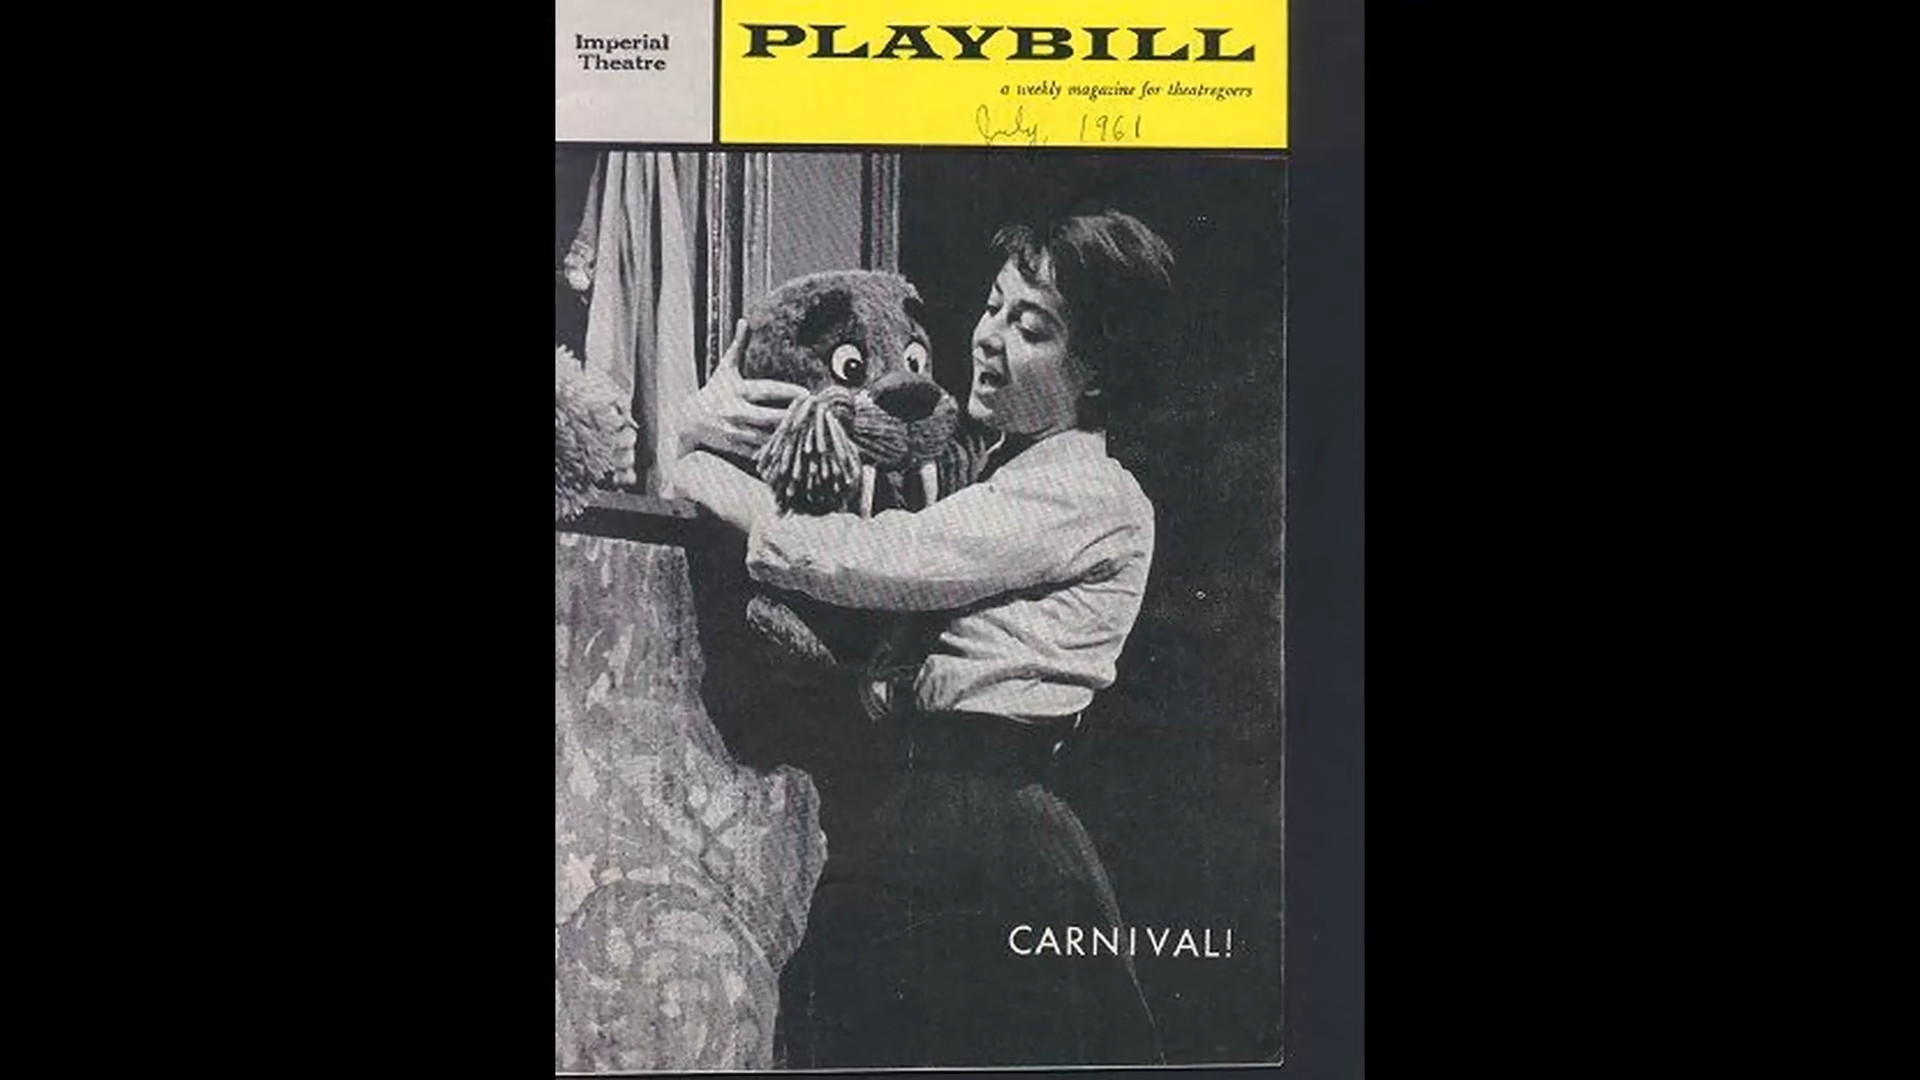 Imperial
Theatre
PLAYBILL
a weekly magazine for theatregoers
July, 1961
CARNIVAL!